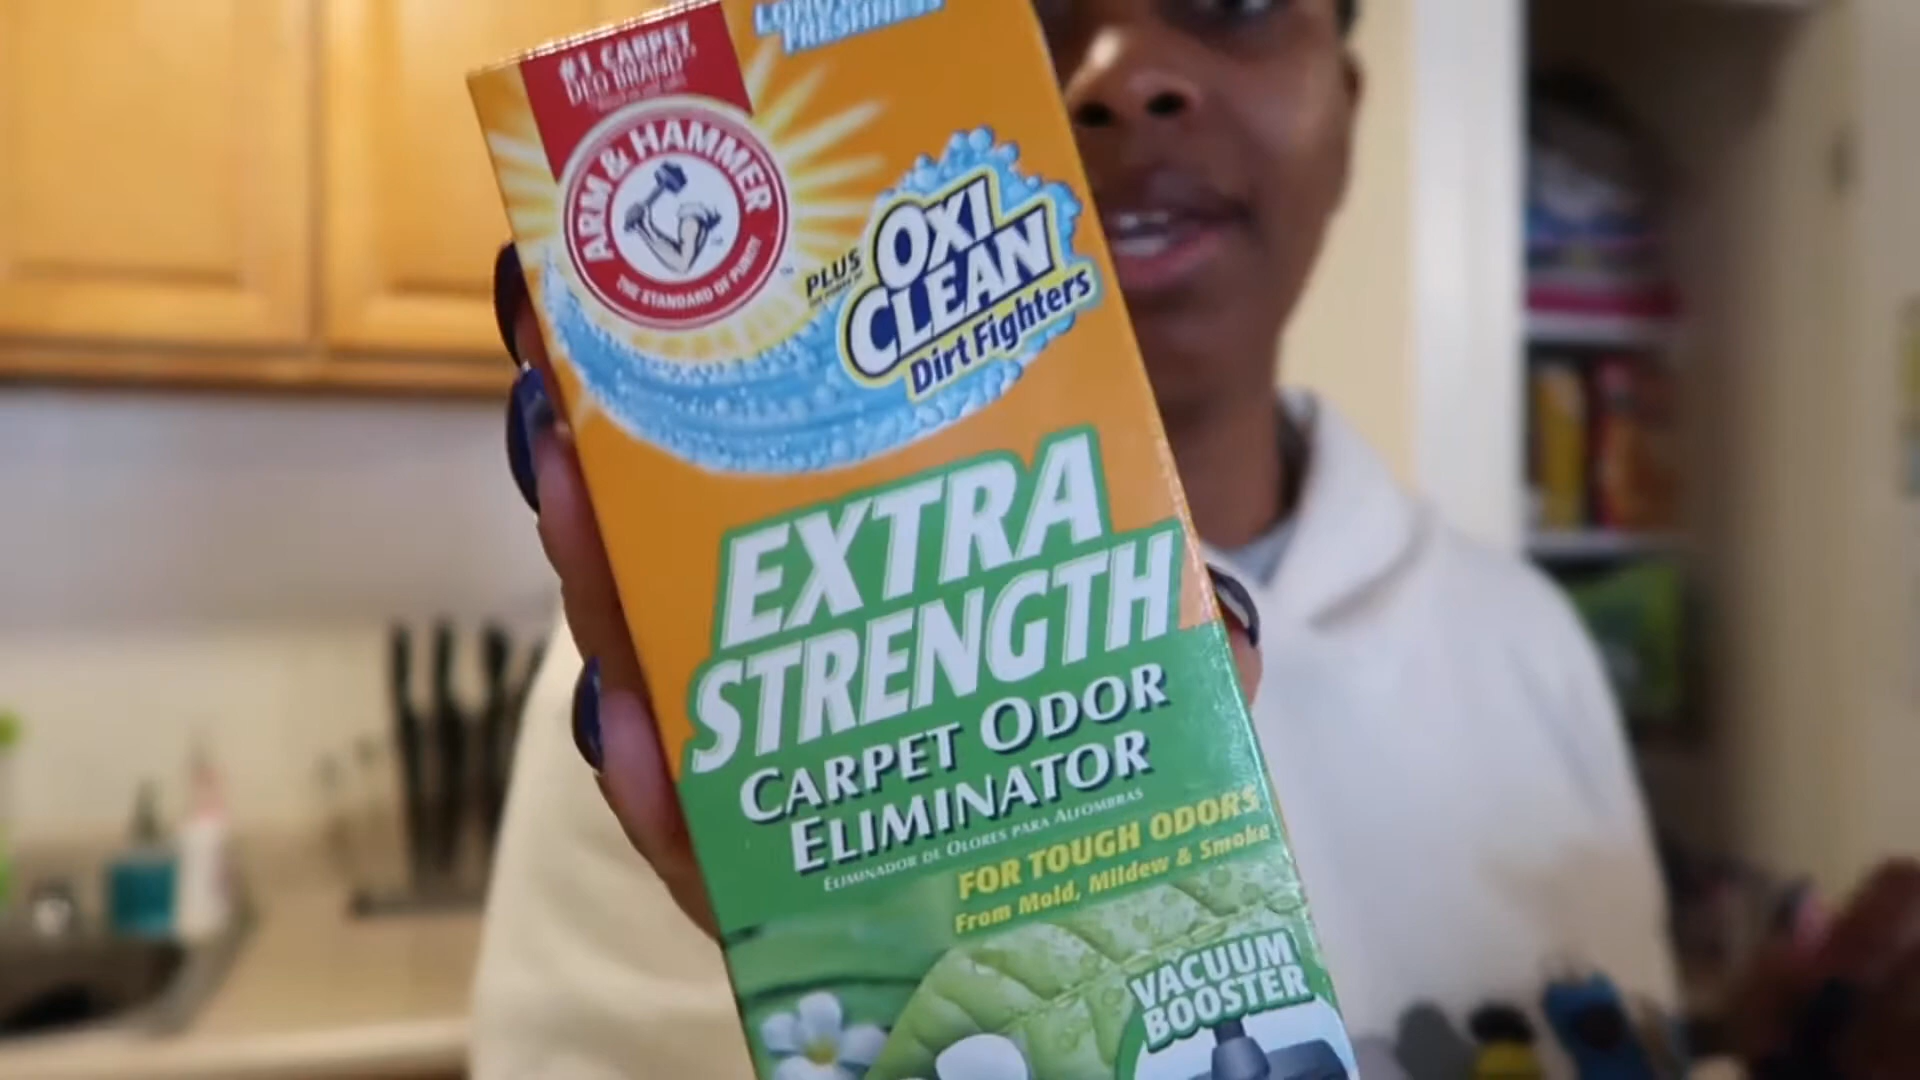 FRESHNESS
#1 CARPET
DEO BRAND
ARM & HAMMER
THE STANDARD OF PURITY
PLUS
OXI
CLEAN
Dirt Fighters
EXTRA
STRENGTH
CARPET ODOR
ELIMINATOR
ELIMINADOR DE OLORES PARA ALFOMBRAS
FOR TOUGH ODORS
From Mold, Mildew & Smoke
VACUUM
BOOSTER